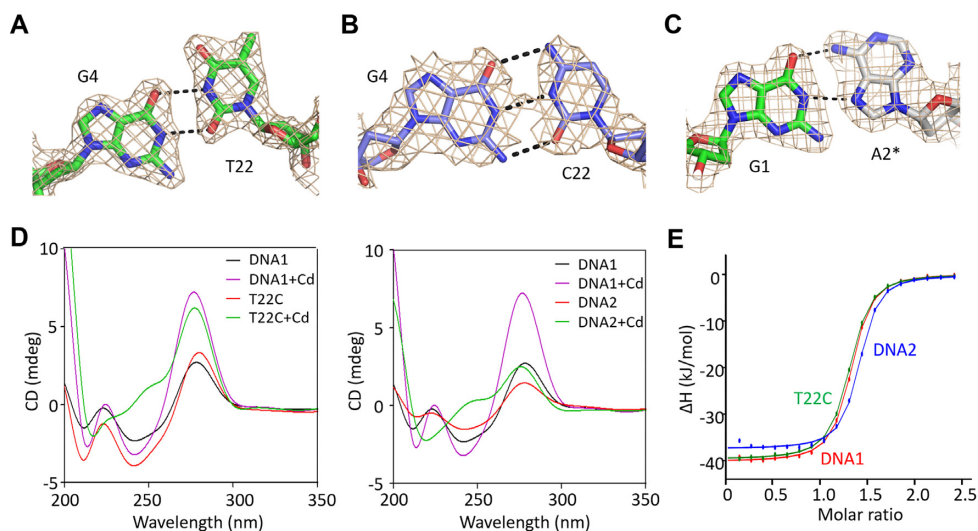 A
B
C
G4
T22
G4
C22
G1
A2*
D
E
10
5
0
-5
CD (mdeg)
DNA1
DNA1+Cd
T22C
T22C+Cd
200 250 300 350
Wavelength (nm)
10
5
0
-5
CD (mdeg)
DNA1
DNA1+Cd
DNA2
DNA2+Cd
200 250 300 350
Wavelength (nm)
0
-10
-20
-30
-40
ΔH (kJ/mol)
DNA2
T22C
DNA1
0 0.5 1.0 1.5 2.0 2.5
Molar ratio